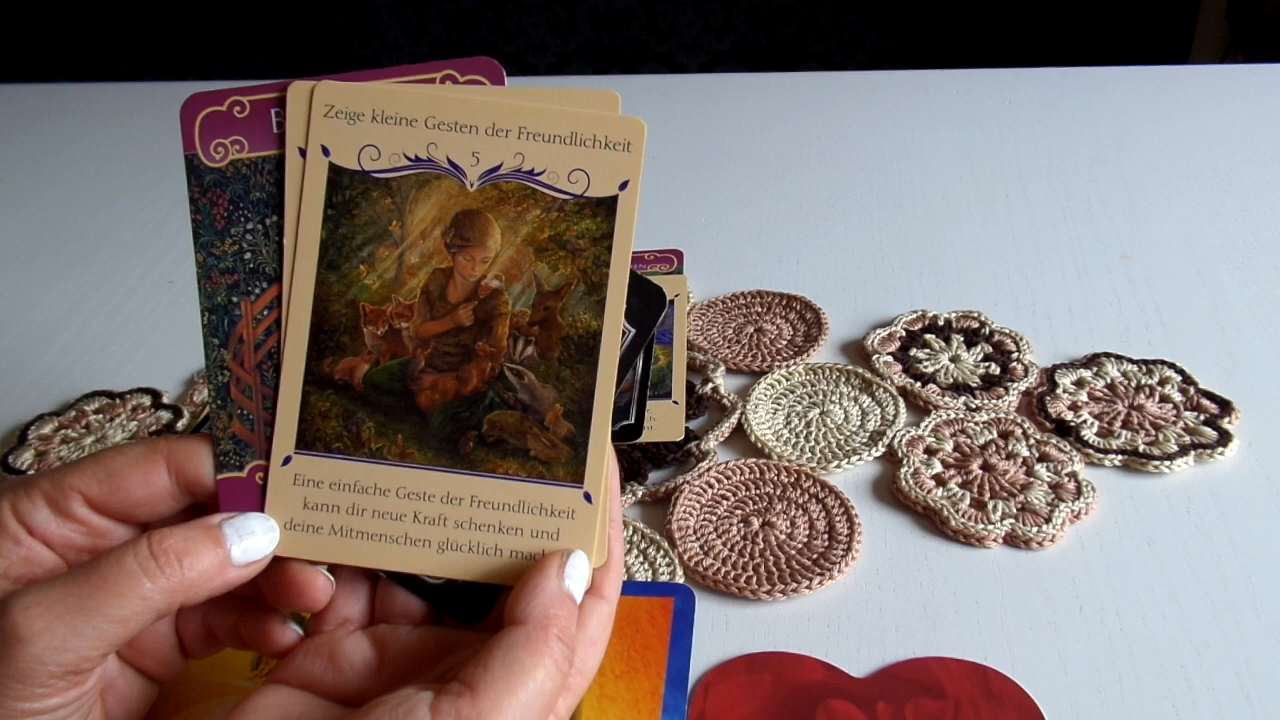 Zeige kleine Gesten der Freundlichkeit
5
Eine einfache Geste der Freundlichkeit
kann dir neue Kraft schenken und
deine Mitmenschen glücklich